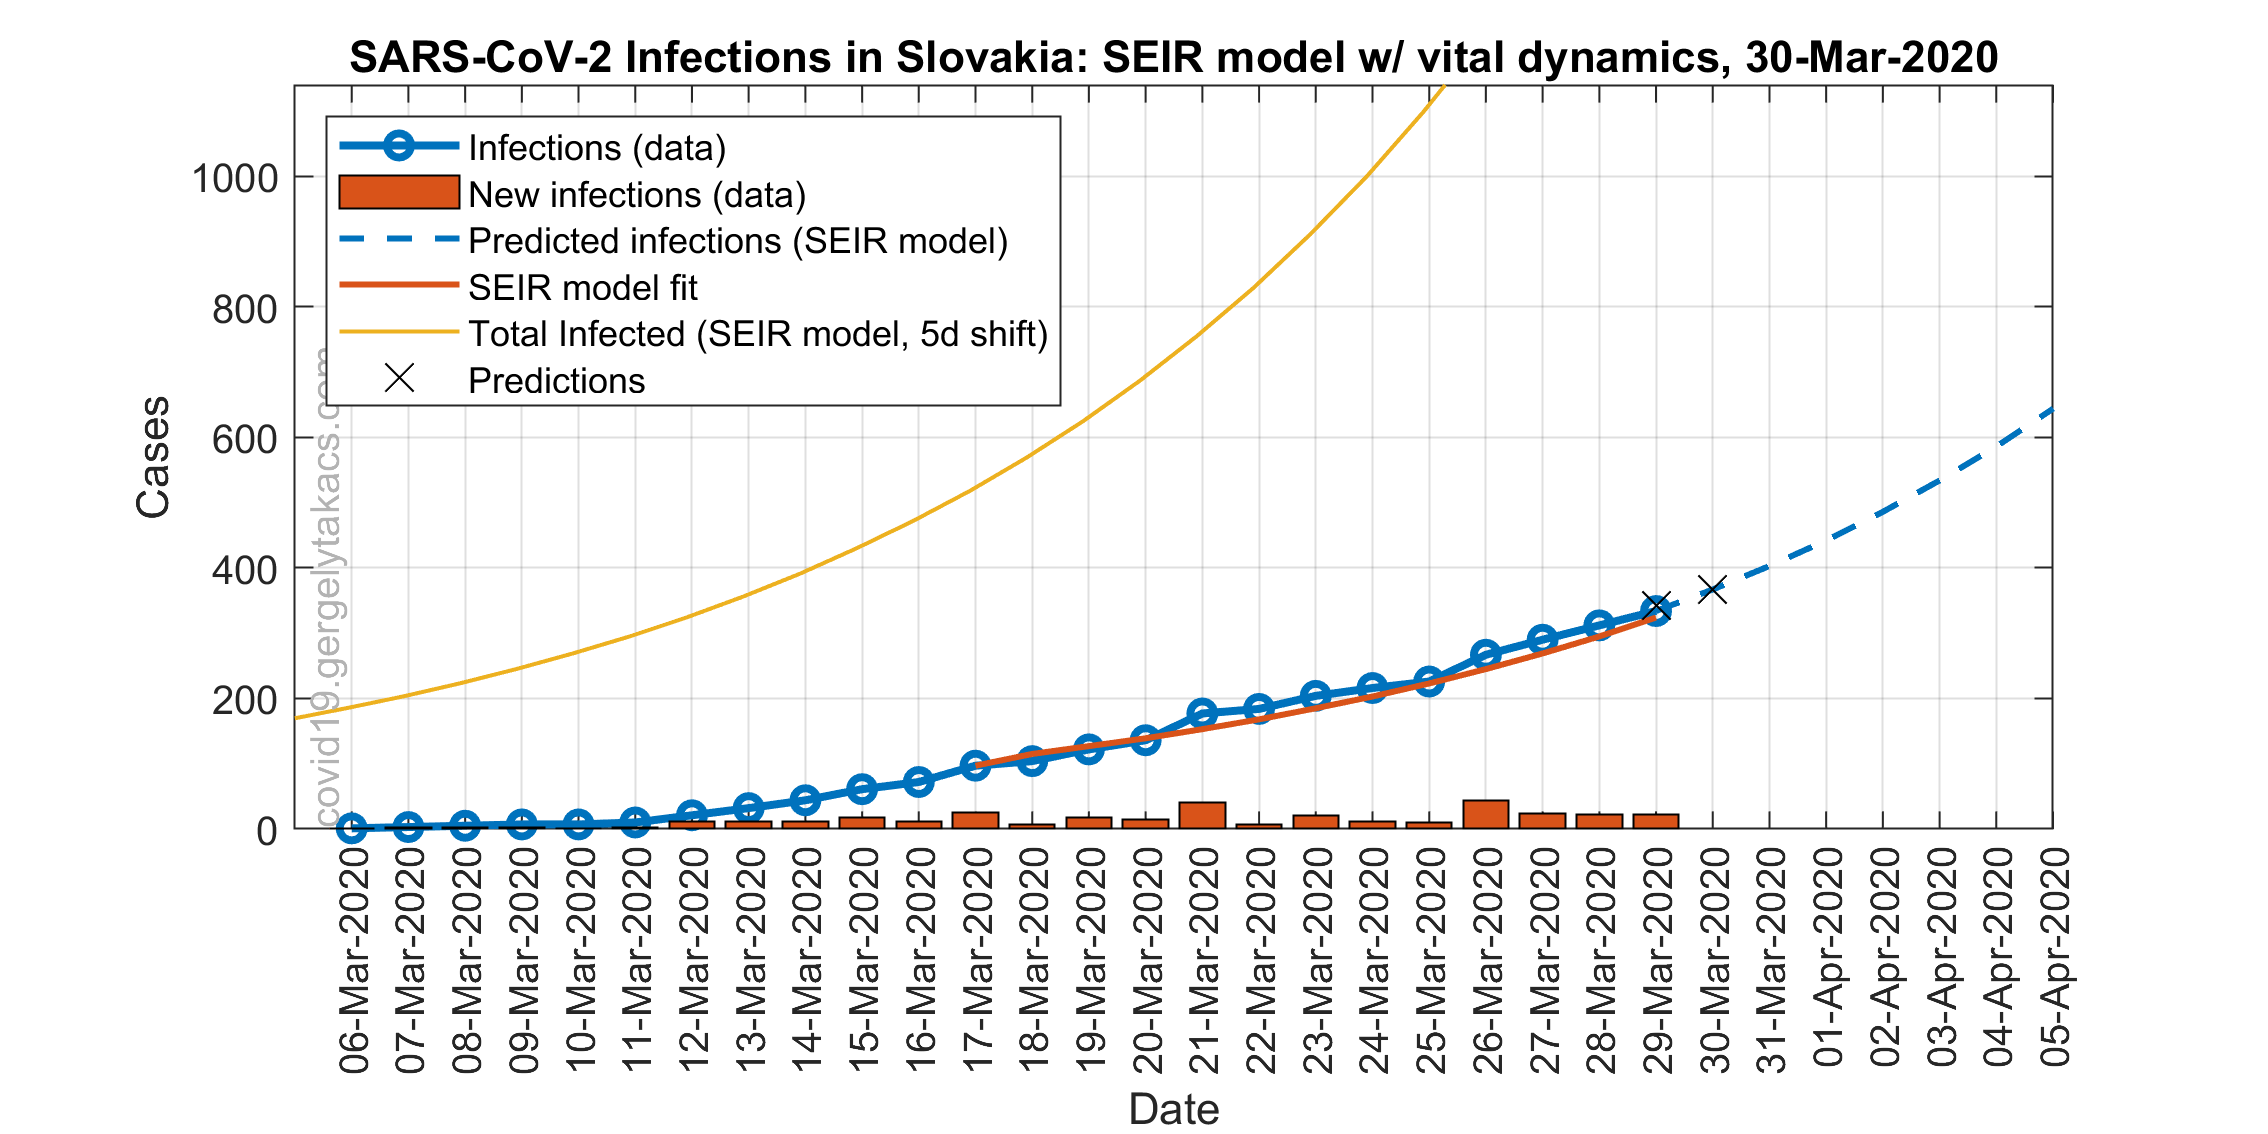 SARS-CoV-2 Infections in Slovakia: SEIR model w/ vital dynamics, 30-Mar-2020
Infections (data)
New infections (data)
Predicted infections (SEIR model)
SEIR model fit
Total Infected (SEIR model, 5d shift)
Predictions
covid19.gergelytakacs.com
Cases
1000
800
600
400
200
0
06-Mar-2020
07-Mar-2020
08-Mar-2020
09-Mar-2020
10-Mar-2020
11-Mar-2020
12-Mar-2020
13-Mar-2020
14-Mar-2020
15-Mar-2020
16-Mar-2020
17-Mar-2020
18-Mar-2020
19-Mar-2020
20-Mar-2020
21-Mar-2020
22-Mar-2020
23-Mar-2020
24-Mar-2020
25-Mar-2020
26-Mar-2020
27-Mar-2020
28-Mar-2020
29-Mar-2020
30-Mar-2020
31-Mar-2020
01-Apr-2020
02-Apr-2020
03-Apr-2020
04-Apr-2020
05-Apr-2020
Date